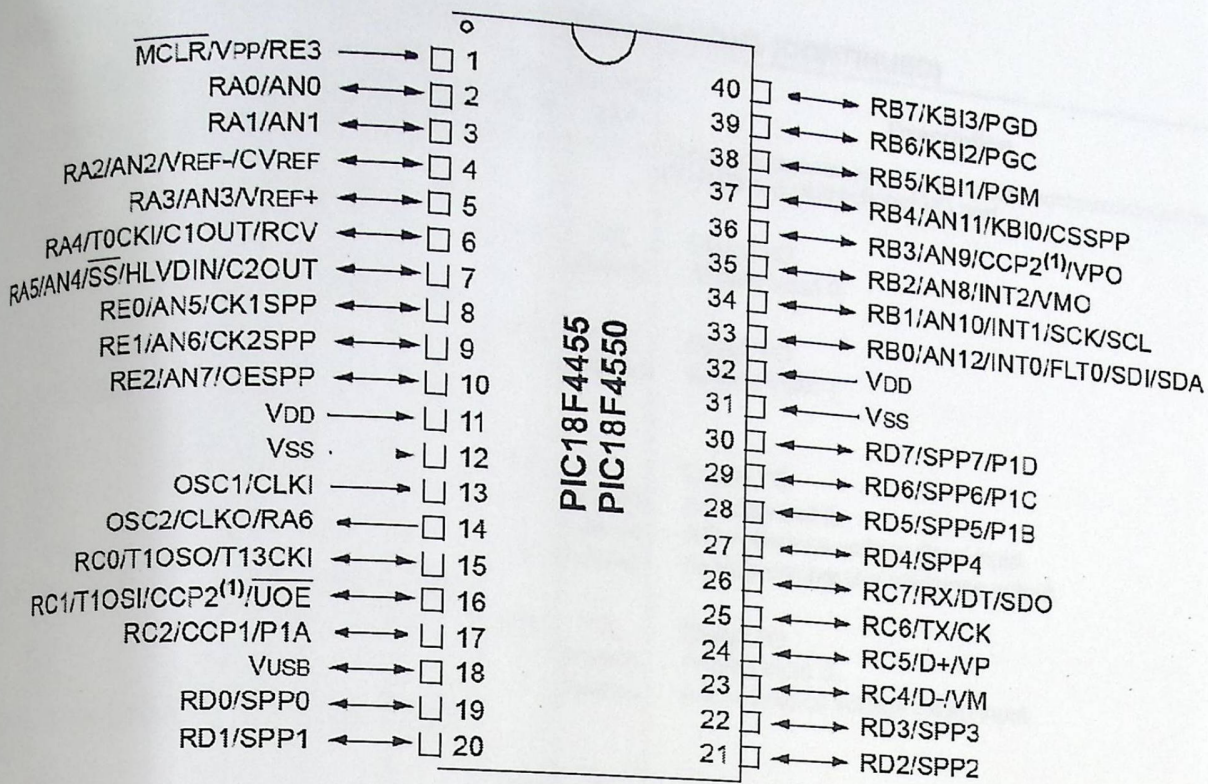 MCLR/VPP/RE3 1
RA0/AN0 2
RA1/AN1 3
RA2/AN2/VREF-/CVREF 4
RA3/AN3/VREF+ 5
RA4/T0CKI/C1OUT/RCV 6
RA5/AN4/SS/HLVDIN/C2OUT 7
RE0/AN5/CK1SPP 8
RE1/AN6/CK2SPP 9
RE2/AN7/OESPP 10
VDD 11
VSS 12
OSC1/CLKI 13
OSC2/CLKO/RA6 14
RC0/T1OSO/T13CKI 15
RC1/T1OSI/CCP2(1)/UOE 16
RC2/CCP1/P1A 17
VUSB 18
RD0/SPP0 19
RD1/SPP1 20
PIC18F4455
PIC18F4550
40 RB7/KBI3/PGD
39 RB6/KBI2/PGC
38 RB5/KBI1/PGM
37 RB4/AN11/KBI0/CSSPP
36 RB3/AN9/CCP2(1)/VPO
35 RB2/AN8/INT2/VMO
34 RB1/AN10/INT1/SCK/SCL
33 RB0/AN12/INT0/FLT0/SDI/SDA
32 VDD
31 VSS
30 RD7/SPP7/P1D
29 RD6/SPP6/P1C
28 RD5/SPP5/P1B
27 RD4/SPP4
26 RC7/RX/DT/SDO
25 RC6/TX/CK
24 RC5/D+/VP
23 RC4/D-/VM
22 RD3/SPP3
21 RD2/SPP2